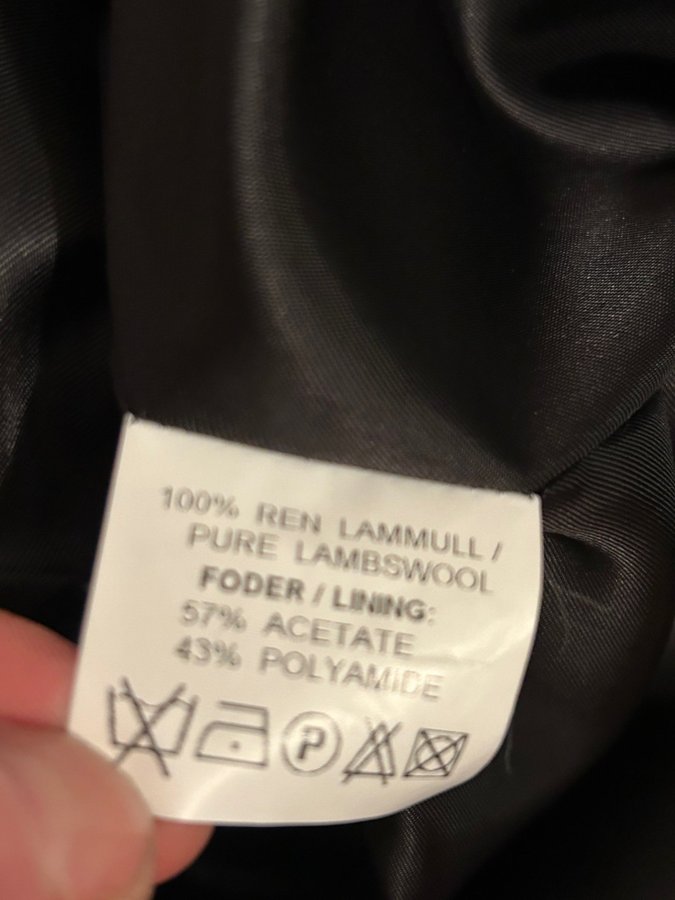 100% REN LAMMULL /
PURE LAMBSWOOL
FODER / LINING:
57% ACETATE
43% POLYAMIDE
P